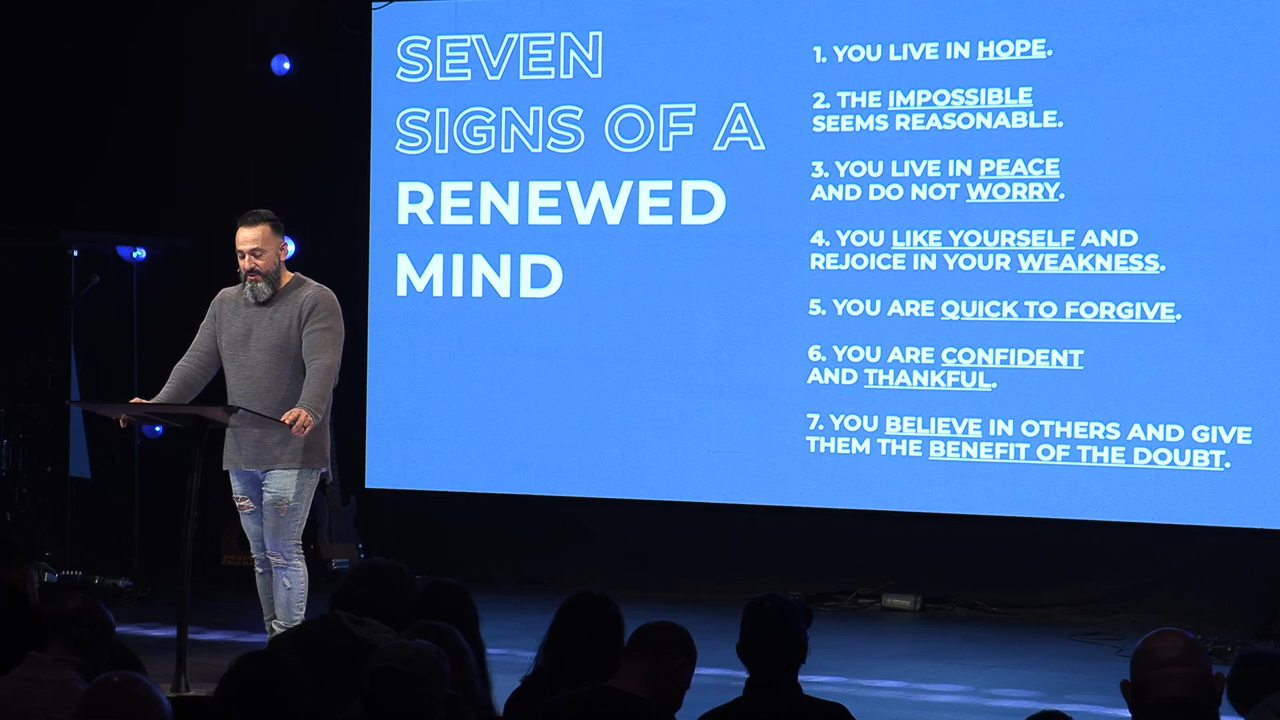 SEVEN
SIGNS OF A
RENEWED
MIND
1. YOU LIVE IN HOPE.
2. THE IMPOSSIBLE
SEEMS REASONABLE.
3. YOU LIVE IN PEACE
AND DO NOT WORRY.
4. YOU LIKE YOURSELF AND
REJOICE IN YOUR WEAKNESS.
5. YOU ARE QUICK TO FORGIVE.
6. YOU ARE CONFIDENT
AND THANKFUL.
7. YOU BELIEVE IN OTHERS AND GIVE
THEM THE BENEFIT OF THE DOUBT.